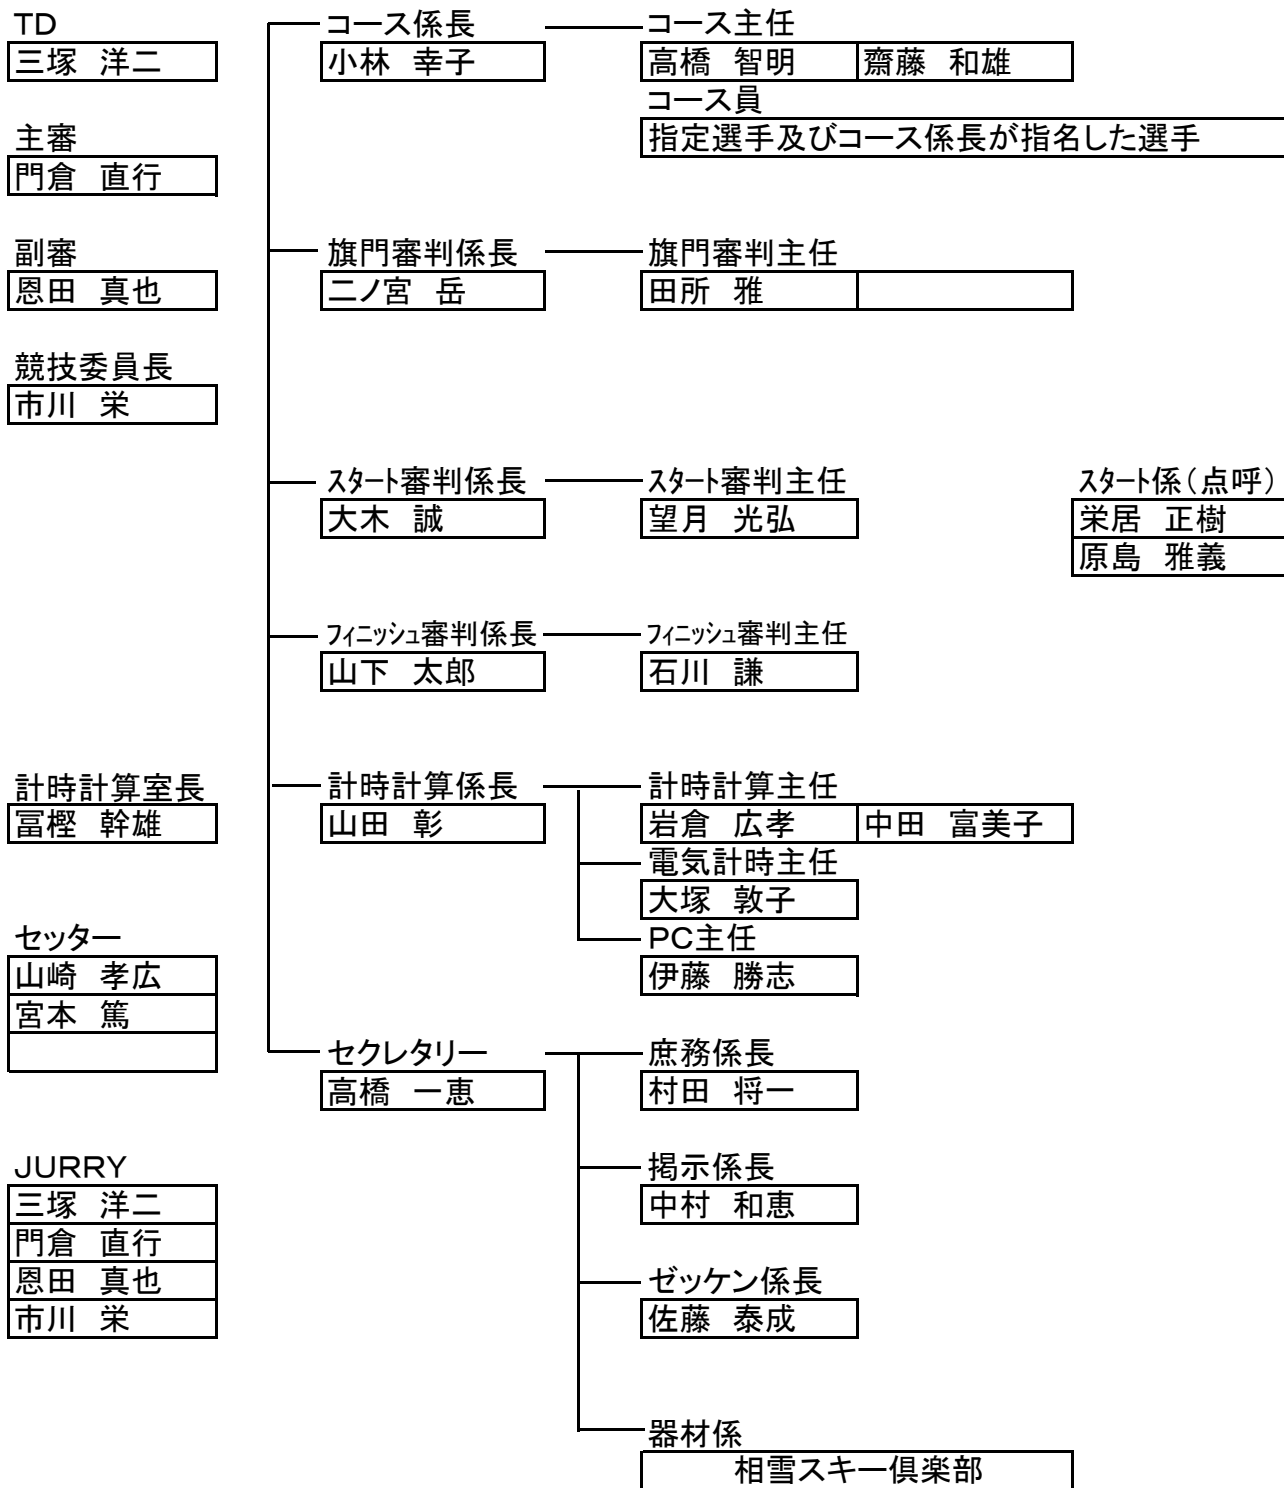 TD
三塚　洋二
主審
門倉　直行
副審
恩田　真也
競技委員長
市川　栄
計時計算室長
冨樫　幹雄
セッター
山崎　孝広
宮本　篤
JURRY
三塚　洋二
門倉　直行
恩田　真也
市川　栄
コース係長
小林　幸子
コース主任
高橋　智明　齋藤　和雄
コース員
指定選手及びコース係長が指名した選手
旗門審判係長
二ノ宮　岳
旗門審判主任
田所　雅
ｽﾀｰﾄ審判係長
大木　誠
ｽﾀｰﾄ審判主任
望月　光弘
ｽﾀｰﾄ係（点呼）
栄居　正樹
原島　雅義
ﾌｨﾆｯｼｭ審判係長
山下　太郎
ﾌｨﾆｯｼｭ審判主任
石川　謙
計時計算係長
山田　彰
計時計算主任
岩倉　広孝　中田　富美子
電気計時主任
大塚　敦子
PC主任
伊藤　勝志
セクレタリー
高橋　一恵
庶務係長
村田　将一
掲示係長
中村　和恵
ゼッケン係長
佐藤　泰成
器材係
相雪スキー倶楽部